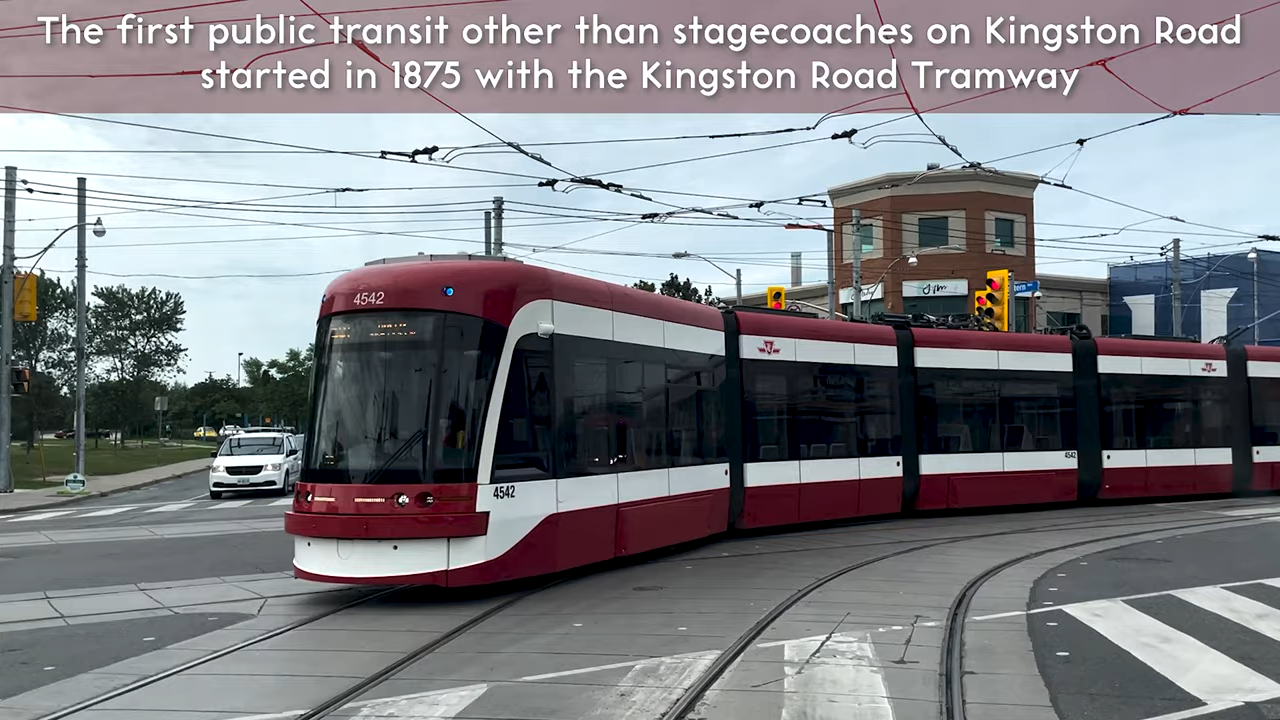 The first public transit other than stagecoaches on Kingston Road
started in 1875 with the Kingston Road Tramway
4542
4542
4542